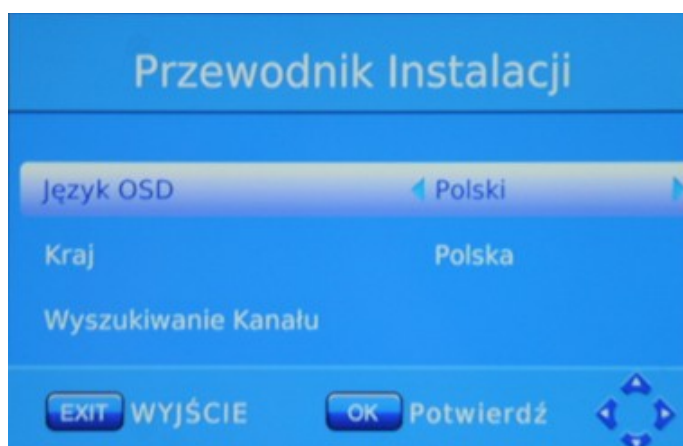 Przewodnik Instalacji
Język OSD Polski
Kraj Polska
Wyszukiwanie Kanału
EXIT WYJŚCIE OK Potwierdź